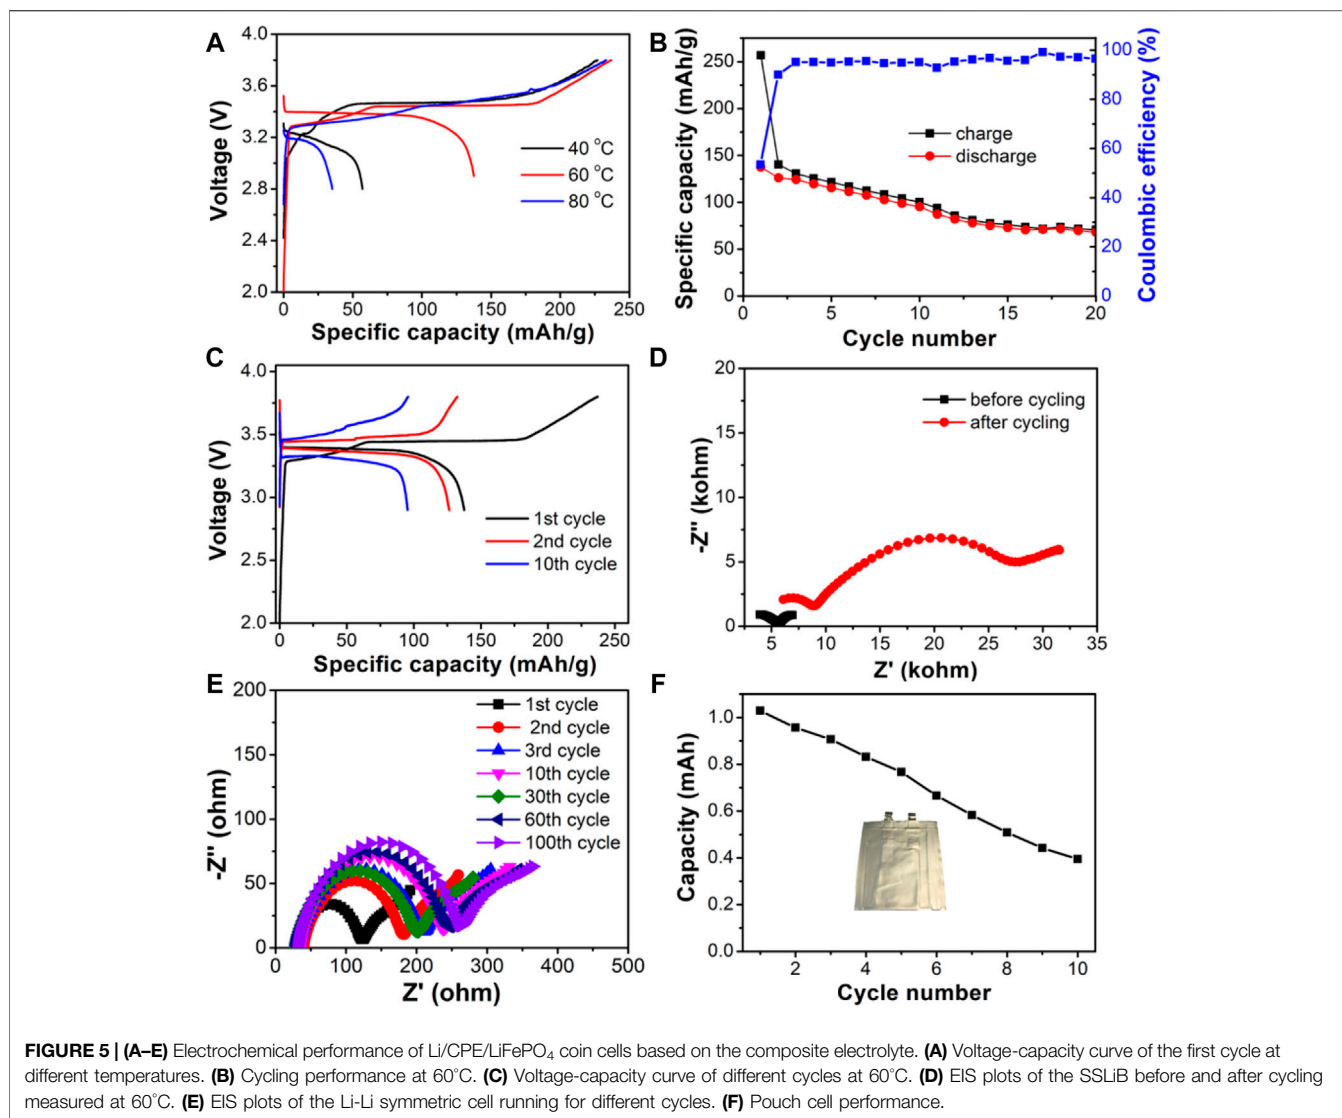 A
4.0
3.6
3.2
2.8
2.4
2.0
Voltage (V)
40 °C
60 °C
80 °C
0 50 100 150 200 250
Specific capacity (mAh/g)
B
250
200
150
100
50
0
Specific capacity (mAh/g)
charge
discharge
100
80
60
40
20
0
Coulombic efficiency (%)
0 5 10 15 20
Cycle number
C
4.0
3.5
3.0
2.5
2.0
Voltage (V)
1st cycle
2nd cycle
10th cycle
0 50 100 150 200 250
Specific capacity (mAh/g)
D
20
15
10
5
0
-Z" (kohm)
before cycling
after cycling
5 10 15 20 25 30 35
Z' (kohm)
E
200
150
100
50
0
-Z" (ohm)
1st cycle
2nd cycle
3rd cycle
10th cycle
30th cycle
60th cycle
100th cycle
0 100 200 300 400 500
Z' (ohm)
F
1.0
0.8
0.6
0.4
0.2
0.0
Capacity (mAh)
2 4 6 8 10
Cycle number
FIGURE 5 | (A–E) Electrochemical performance of Li/CPE/LiFePO₄ coin cells based on the composite electrolyte. (A) Voltage-capacity curve of the first cycle at
different temperatures. (B) Cycling performance at 60°C. (C) Voltage-capacity curve of different cycles at 60°C. (D) EIS plots of the SSLiB before and after cycling
measured at 60°C. (E) EIS plots of the Li-Li symmetric cell running for different cycles. (F) Pouch cell performance.